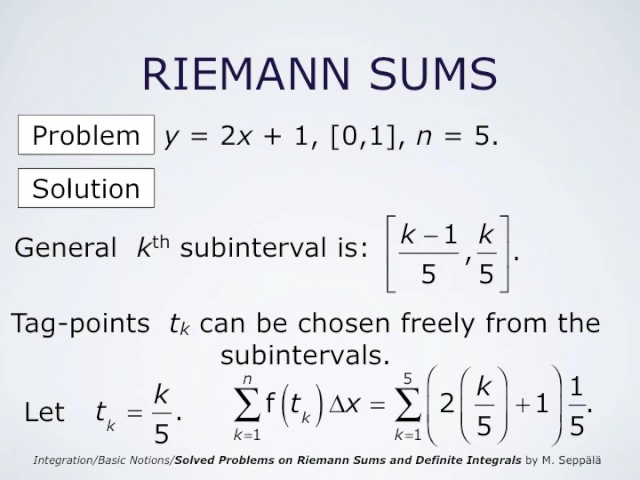 RIEMANN SUMS
Problem y = 2x + 1, [0,1], n = 5.
Solution
General kᵗʰ subinterval is: [(k − 1)/5, k/5].
Tag-points tₖ can be chosen freely from the
subintervals.
Let tₖ = k/5. ∑_{k=1}^{n} f(tₖ)Δx = ∑_{k=1}^{5} (2(k/5) + 1) 1/5.
Integration/Basic Notions/Solved Problems on Riemann Sums and Definite Integrals by M. Seppälä